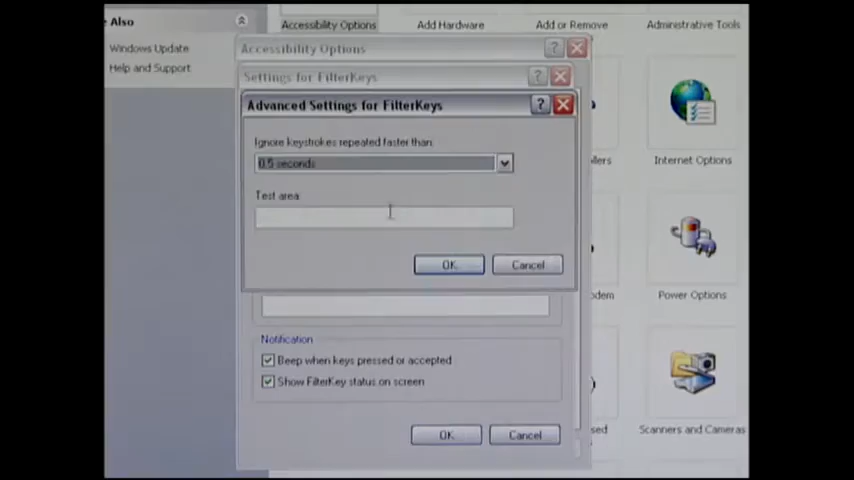 Also
Windows Update
Help and Support
Accessibility Options
Add Hardware
Add or Remove
Administrative Tools
Accessibility Options
Settings for FilterKeys
Advanced Settings for FilterKeys
Ignore keystrokes repeated faster than:
0.5 seconds
Test area:
OK
Cancel
Internet Options
Power Options
Notification
Beep when keys pressed or accepted
Show FilterKey status on screen
OK
Cancel
Scanners and Cameras